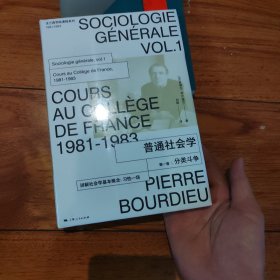 SOCIOLOGIE
GÉNÉRALE
VOL.1
Sociologie générale, vol 1
Cours au Collège de France,
1981-1983
COURS
AU COLLÈGE
DE FRANCE
1981-1983
普通社会学
第一卷 分类斗争
PIERRE
BOURDIEU